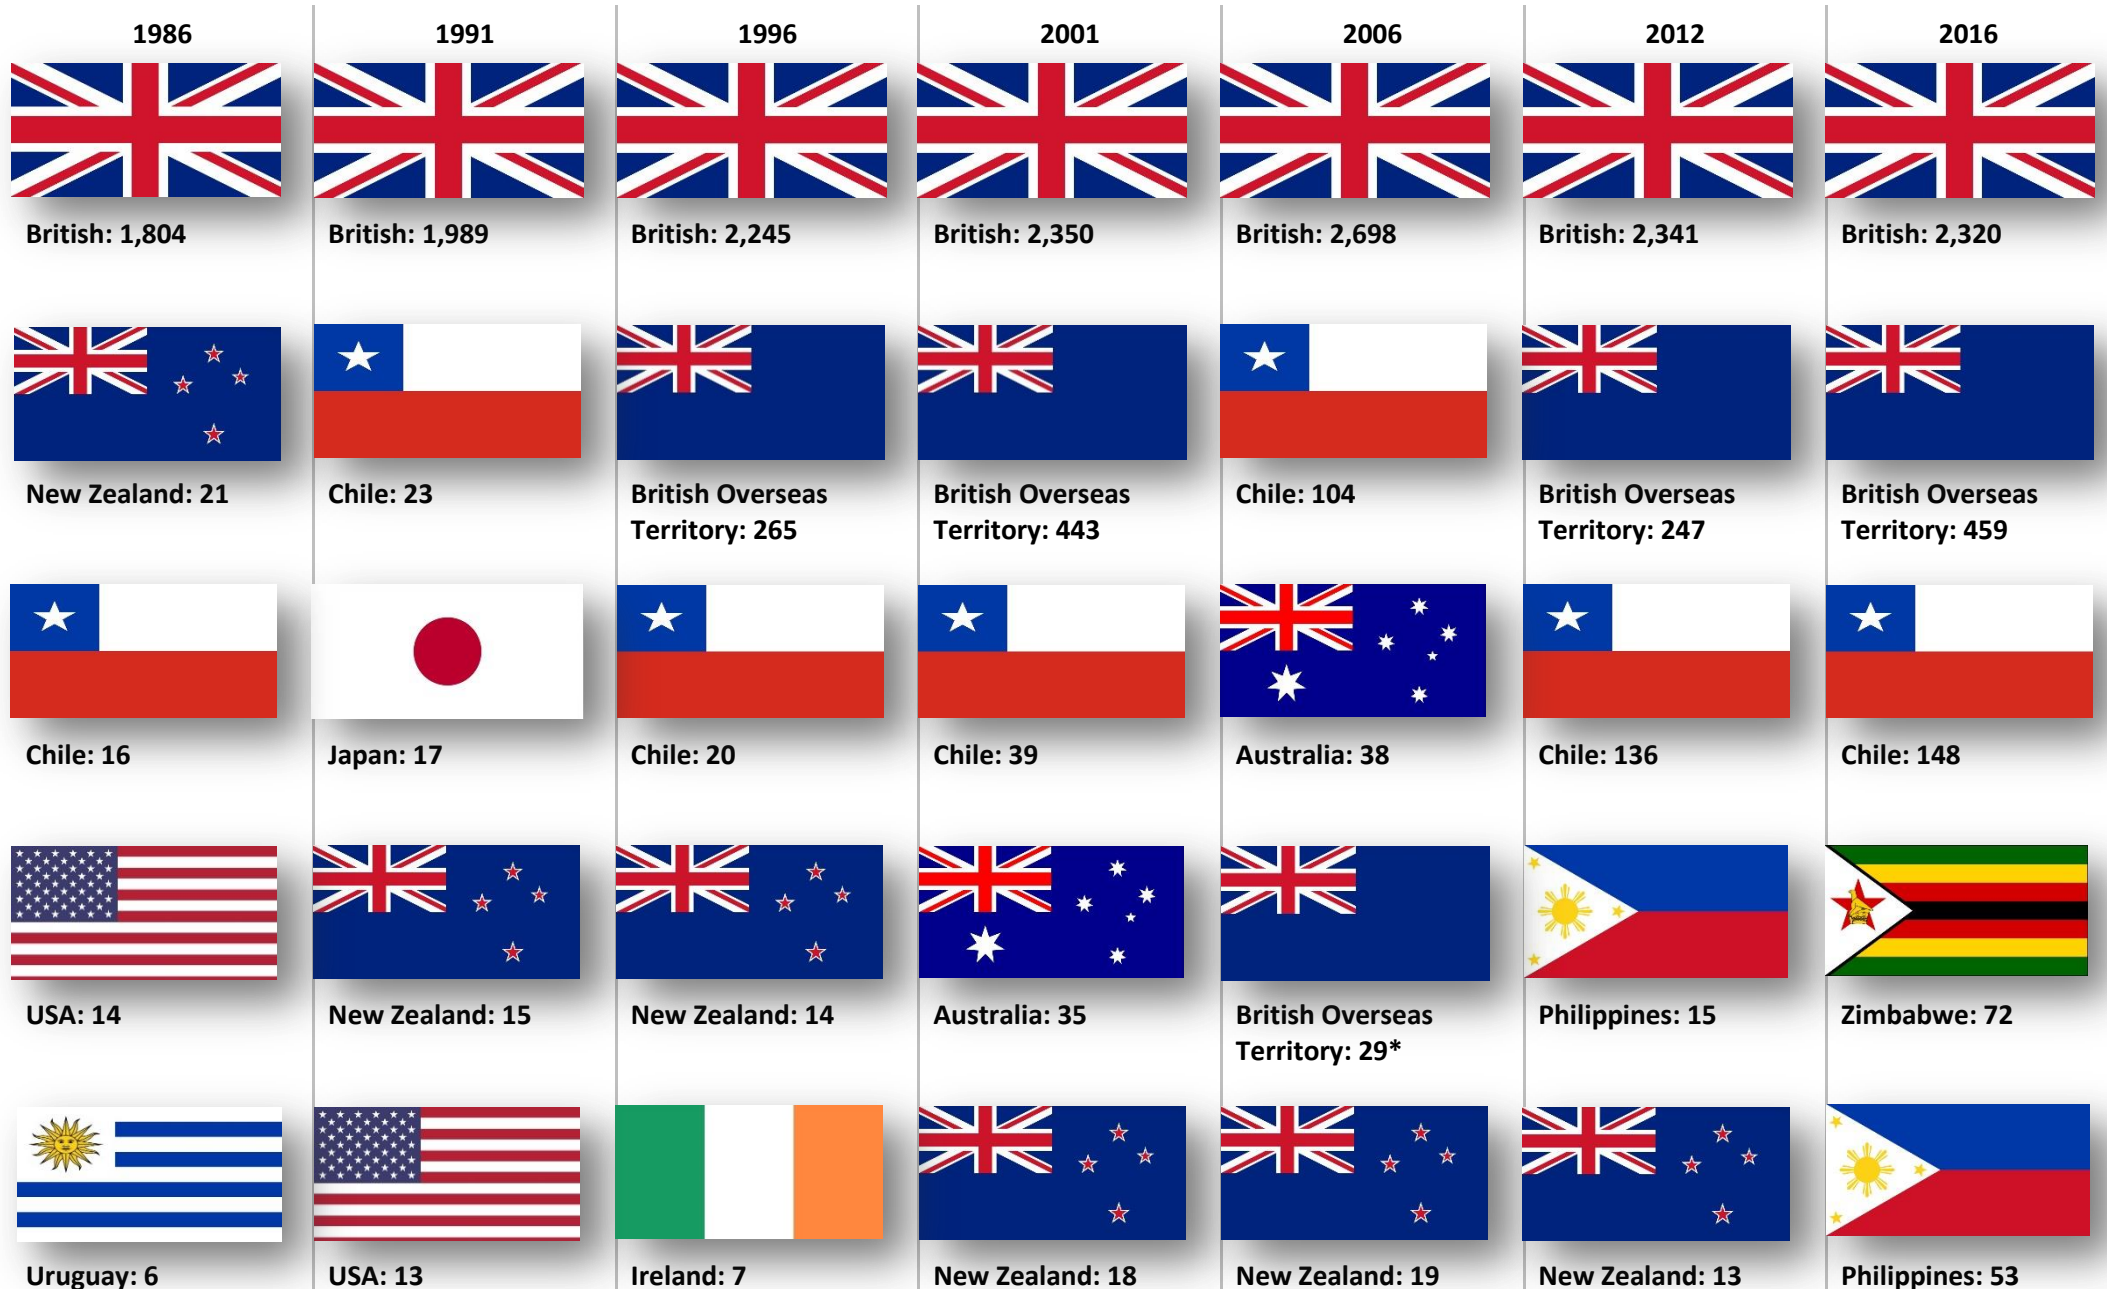 1986
1991
1996
2001
2006
2012
2016
British: 1,804
British: 1,989
British: 2,245
British: 2,350
British: 2,698
British: 2,341
British: 2,320
New Zealand: 21
Chile: 23
British Overseas
Territory: 265
British Overseas
Territory: 443
Chile: 104
British Overseas
Territory: 247
British Overseas
Territory: 459
Chile: 16
Japan: 17
Chile: 20
Chile: 39
Australia: 38
Chile: 136
Chile: 148
USA: 14
New Zealand: 15
New Zealand: 14
Australia: 35
British Overseas
Territory: 29*
Philippines: 15
Zimbabwe: 72
Uruguay: 6
USA: 13
Ireland: 7
New Zealand: 18
New Zealand: 19
New Zealand: 13
Philippines: 53